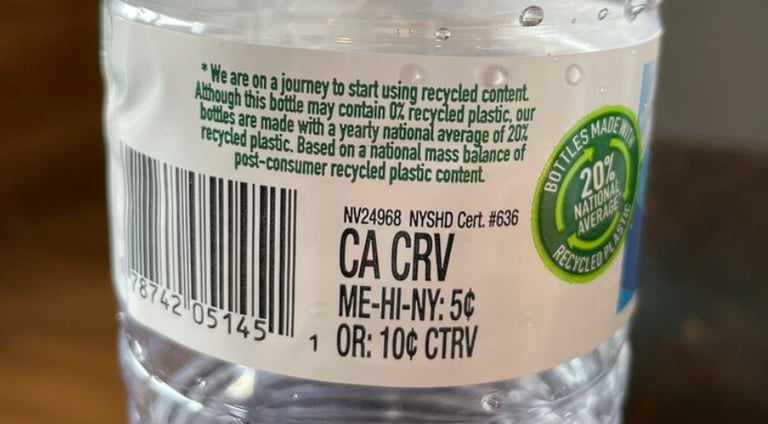 * We are on a journey to start using recycled content.
Although this bottle may contain 0% recycled plastic, our
bottles are made with a yearly national average of 20%
recycled plastic. Based on a national mass balance of
post-consumer recycled plastic content.
BOTTLES MADE WITH
20%
NATIONAL
AVERAGE
RECYCLED PLASTIC
NV24968 NYSHD Cert. #636
CA CRV
ME-HI-NY: 5¢
OR: 10¢ CTRV
78742 05145 1